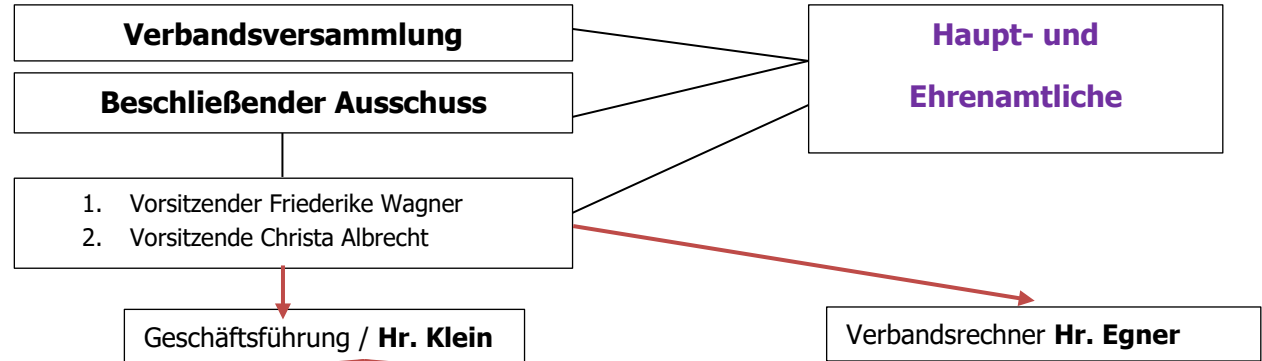 Verbandsversammlung
Haupt- und
Ehrenamtliche
Beschließender Ausschuss
1. Vorsitzender Friederike Wagner
2. Vorsitzende Christa Albrecht
Geschäftsführung / Hr. Klein
Verbandsrechner Hr. Egner